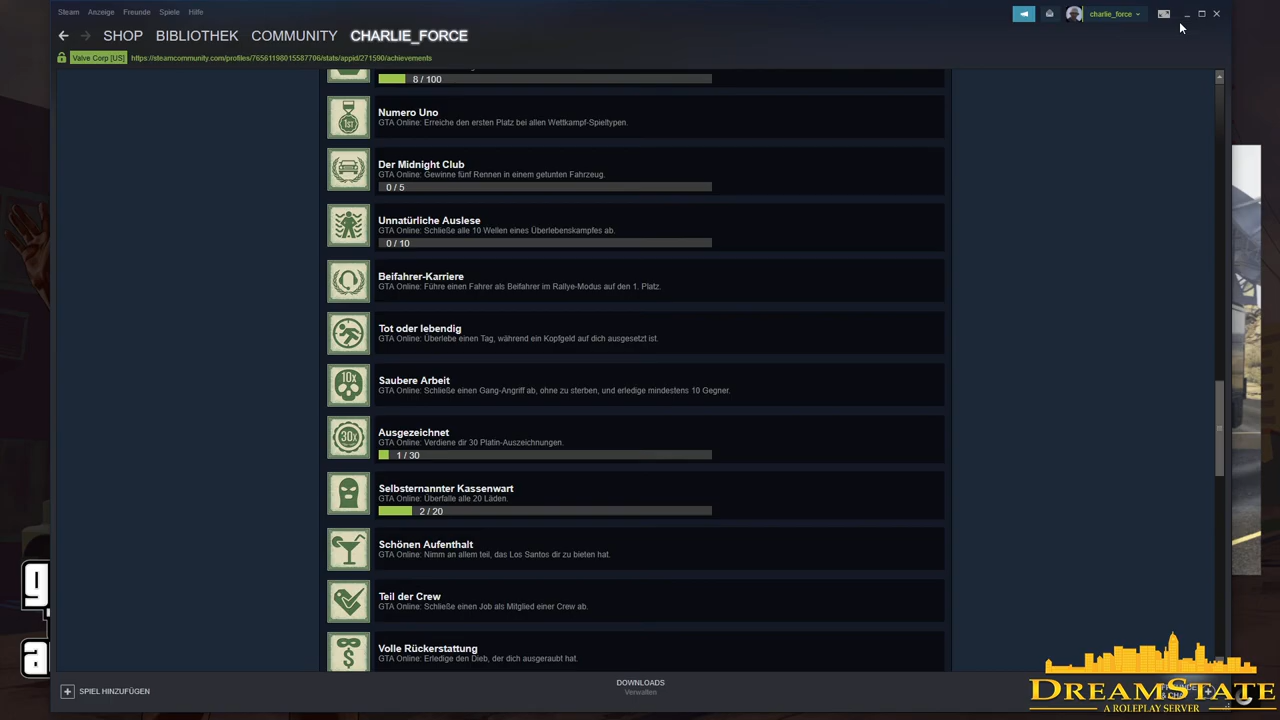 Steam Anzeige Freunde Spiele Hilfe
charlie_force
SHOP BIBLIOTHEK COMMUNITY CHARLIE_FORCE
Valve Corp [US] https://steamcommunity.com/profiles/76561198015587706/stats/appid/271590/achievements
8 / 100
Numero Uno
GTA Online: Erreiche den ersten Platz bei allen Wettkampf-Spieltypen.
1ST
Der Midnight Club
GTA Online: Gewinne fünf Rennen in einem getunten Fahrzeug.
0 / 5
Unnatürliche Auslese
GTA Online: Schließe alle 10 Wellen eines Überlebenskampfes ab.
0 / 10
Beifahrer-Karriere
GTA Online: Führe einen Fahrer als Beifahrer im Rallye-Modus auf den 1. Platz.
Tot oder lebendig
GTA Online: Überlebe einen Tag, während ein Kopfgeld auf dich ausgesetzt ist.
10x
Saubere Arbeit
GTA Online: Schließe einen Gang-Angriff ab, ohne zu sterben, und erledige mindestens 10 Gegner.
30x
Ausgezeichnet
GTA Online: Verdiene dir 30 Platin-Auszeichnungen.
1 / 30
Selbsternannter Kassenwart
GTA Online: Überfalle alle 20 Läden.
2 / 20
Schönen Aufenthalt
GTA Online: Nimm an allem teil, das Los Santos dir zu bieten hat.
Teil der Crew
GTA Online: Schließe einen Job als Mitglied einer Crew ab.
Volle Rückerstattung
GTA Online: Erledige den Dieb, der dich ausgeraubt hat.
g
a
SPIEL HINZUFÜGEN
DOWNLOADS
Verwalten
DREAMSTATE
A ROLEPLAY SERVER